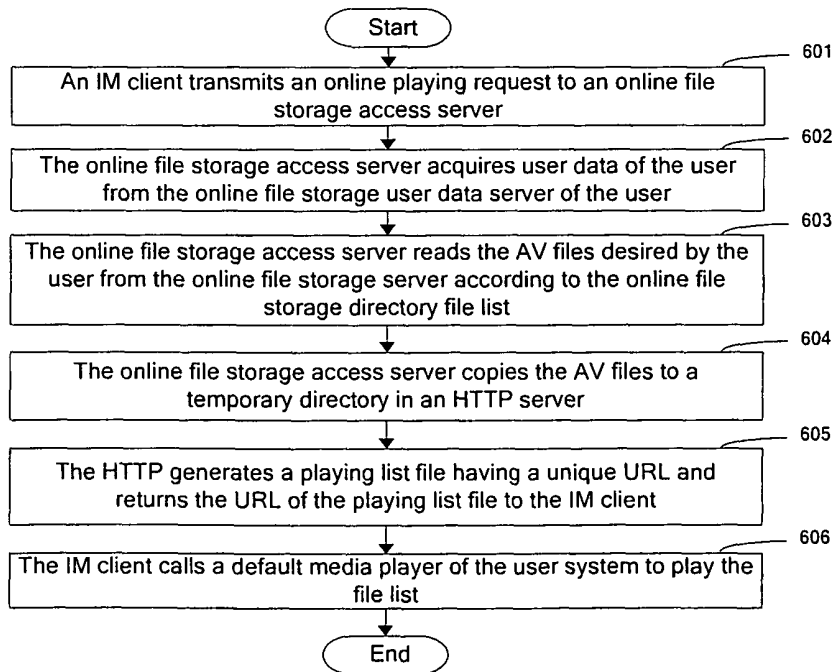 Start
601
An IM client transmits an online playing request to an online file
storage access server
602
The online file storage access server acquires user data of the user
from the online file storage user data server of the user
603
The online file storage access server reads the AV files desired by the
user from the online file storage server according to the online file
storage directory file list
604
The online file storage access server copies the AV files to a
temporary directory in an HTTP server
605
The HTTP generates a playing list file having a unique URL and
returns the URL of the playing list file to the IM client
606
The IM client calls a default media player of the user system to play the
file list
End